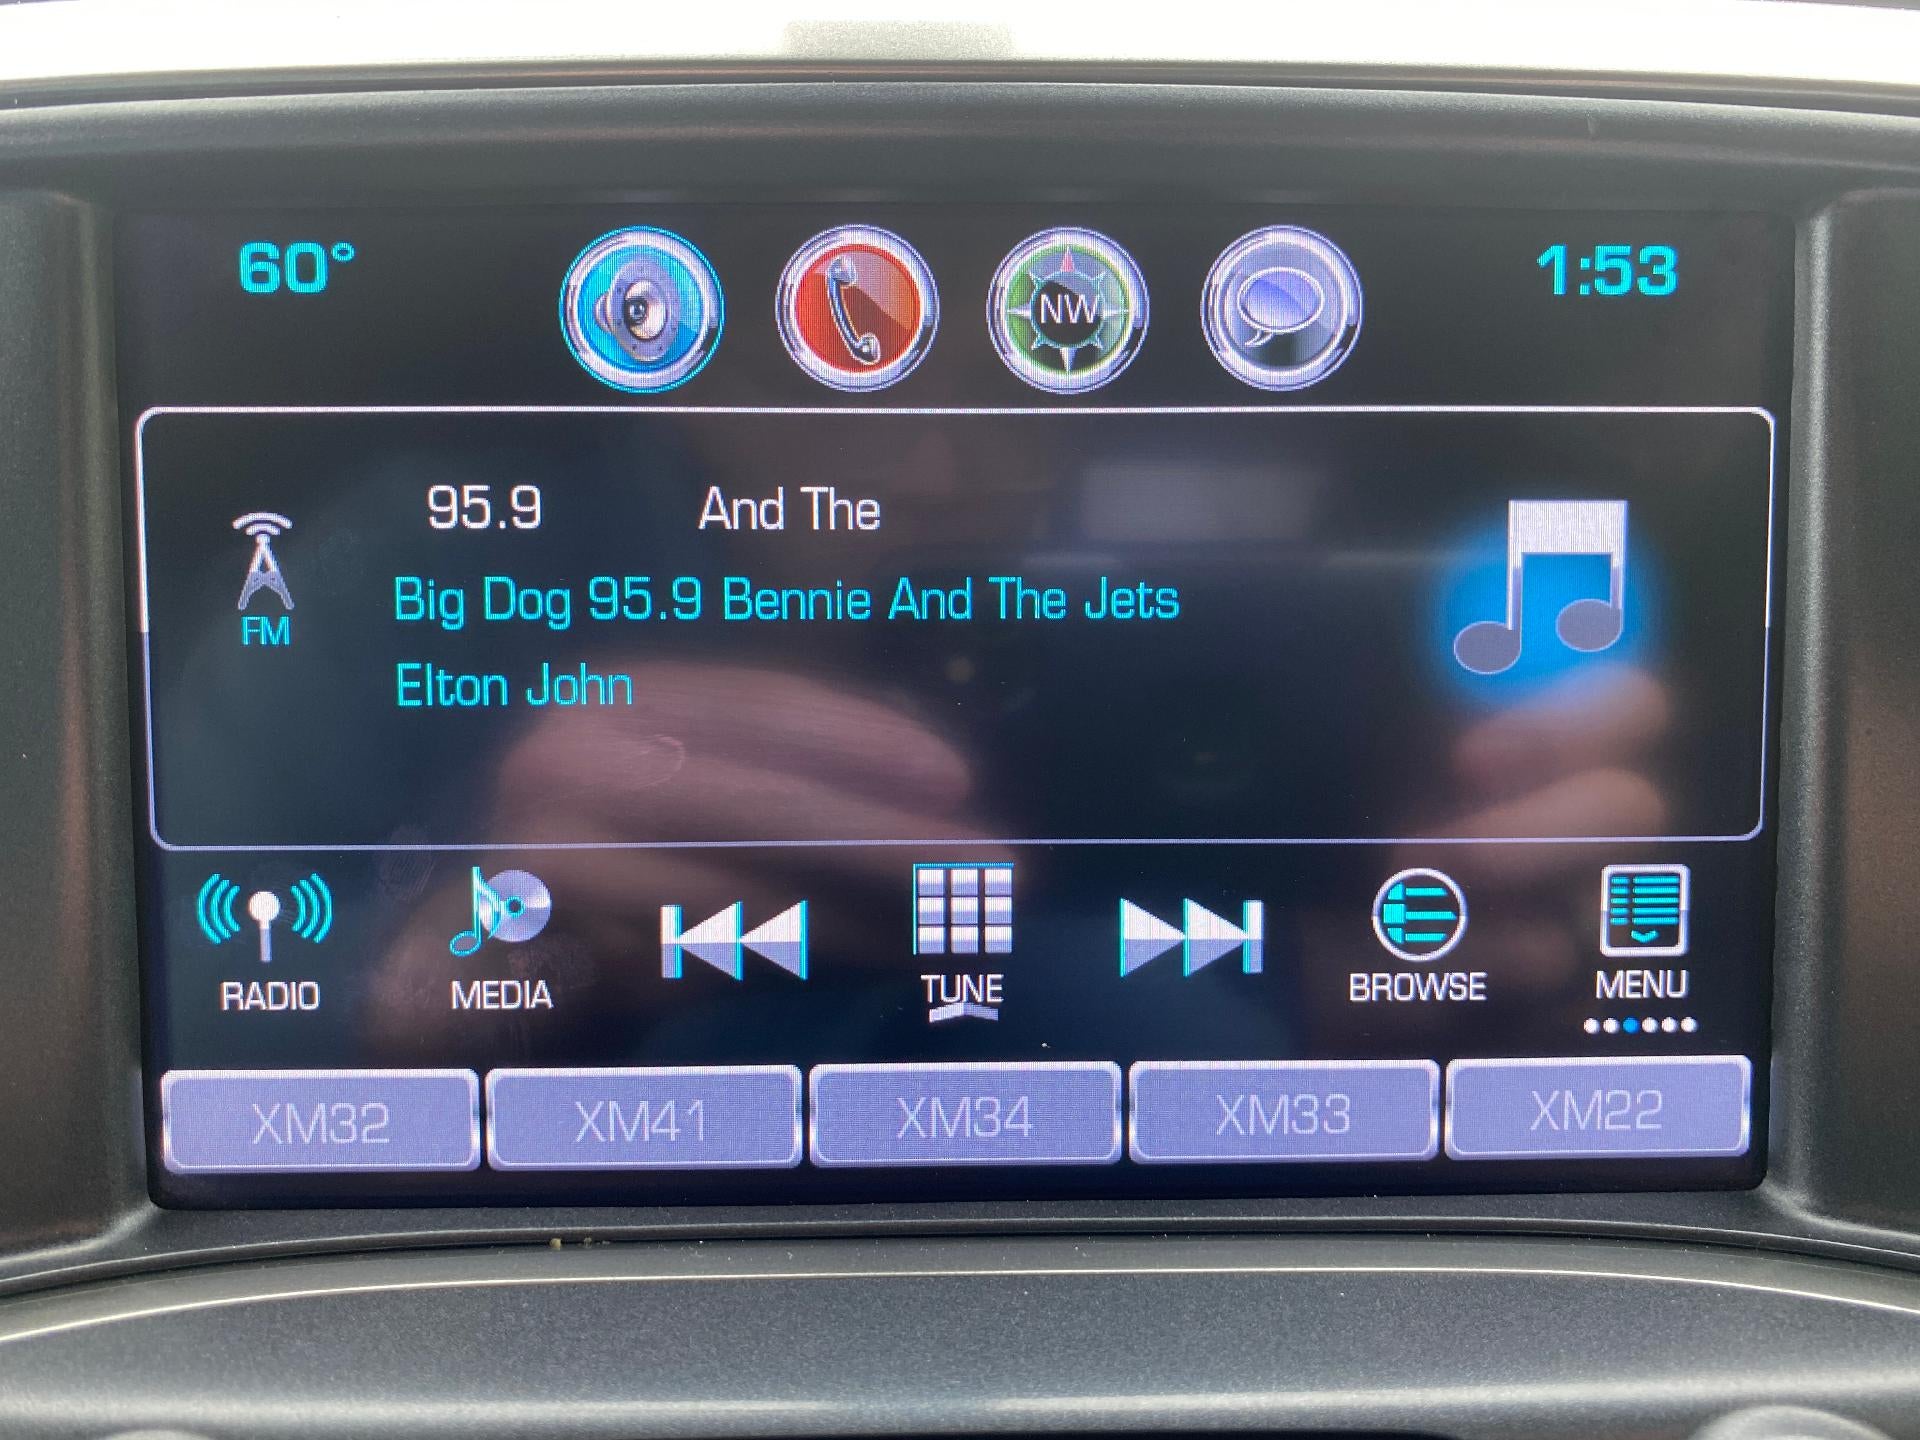 60° NW 1:53
95.9 And The
FM Big Dog 95.9 Bennie And The Jets
Elton John
RADIO MEDIA TUNE BROWSE MENU
XM32 XM41 XM34 XM33 XM22